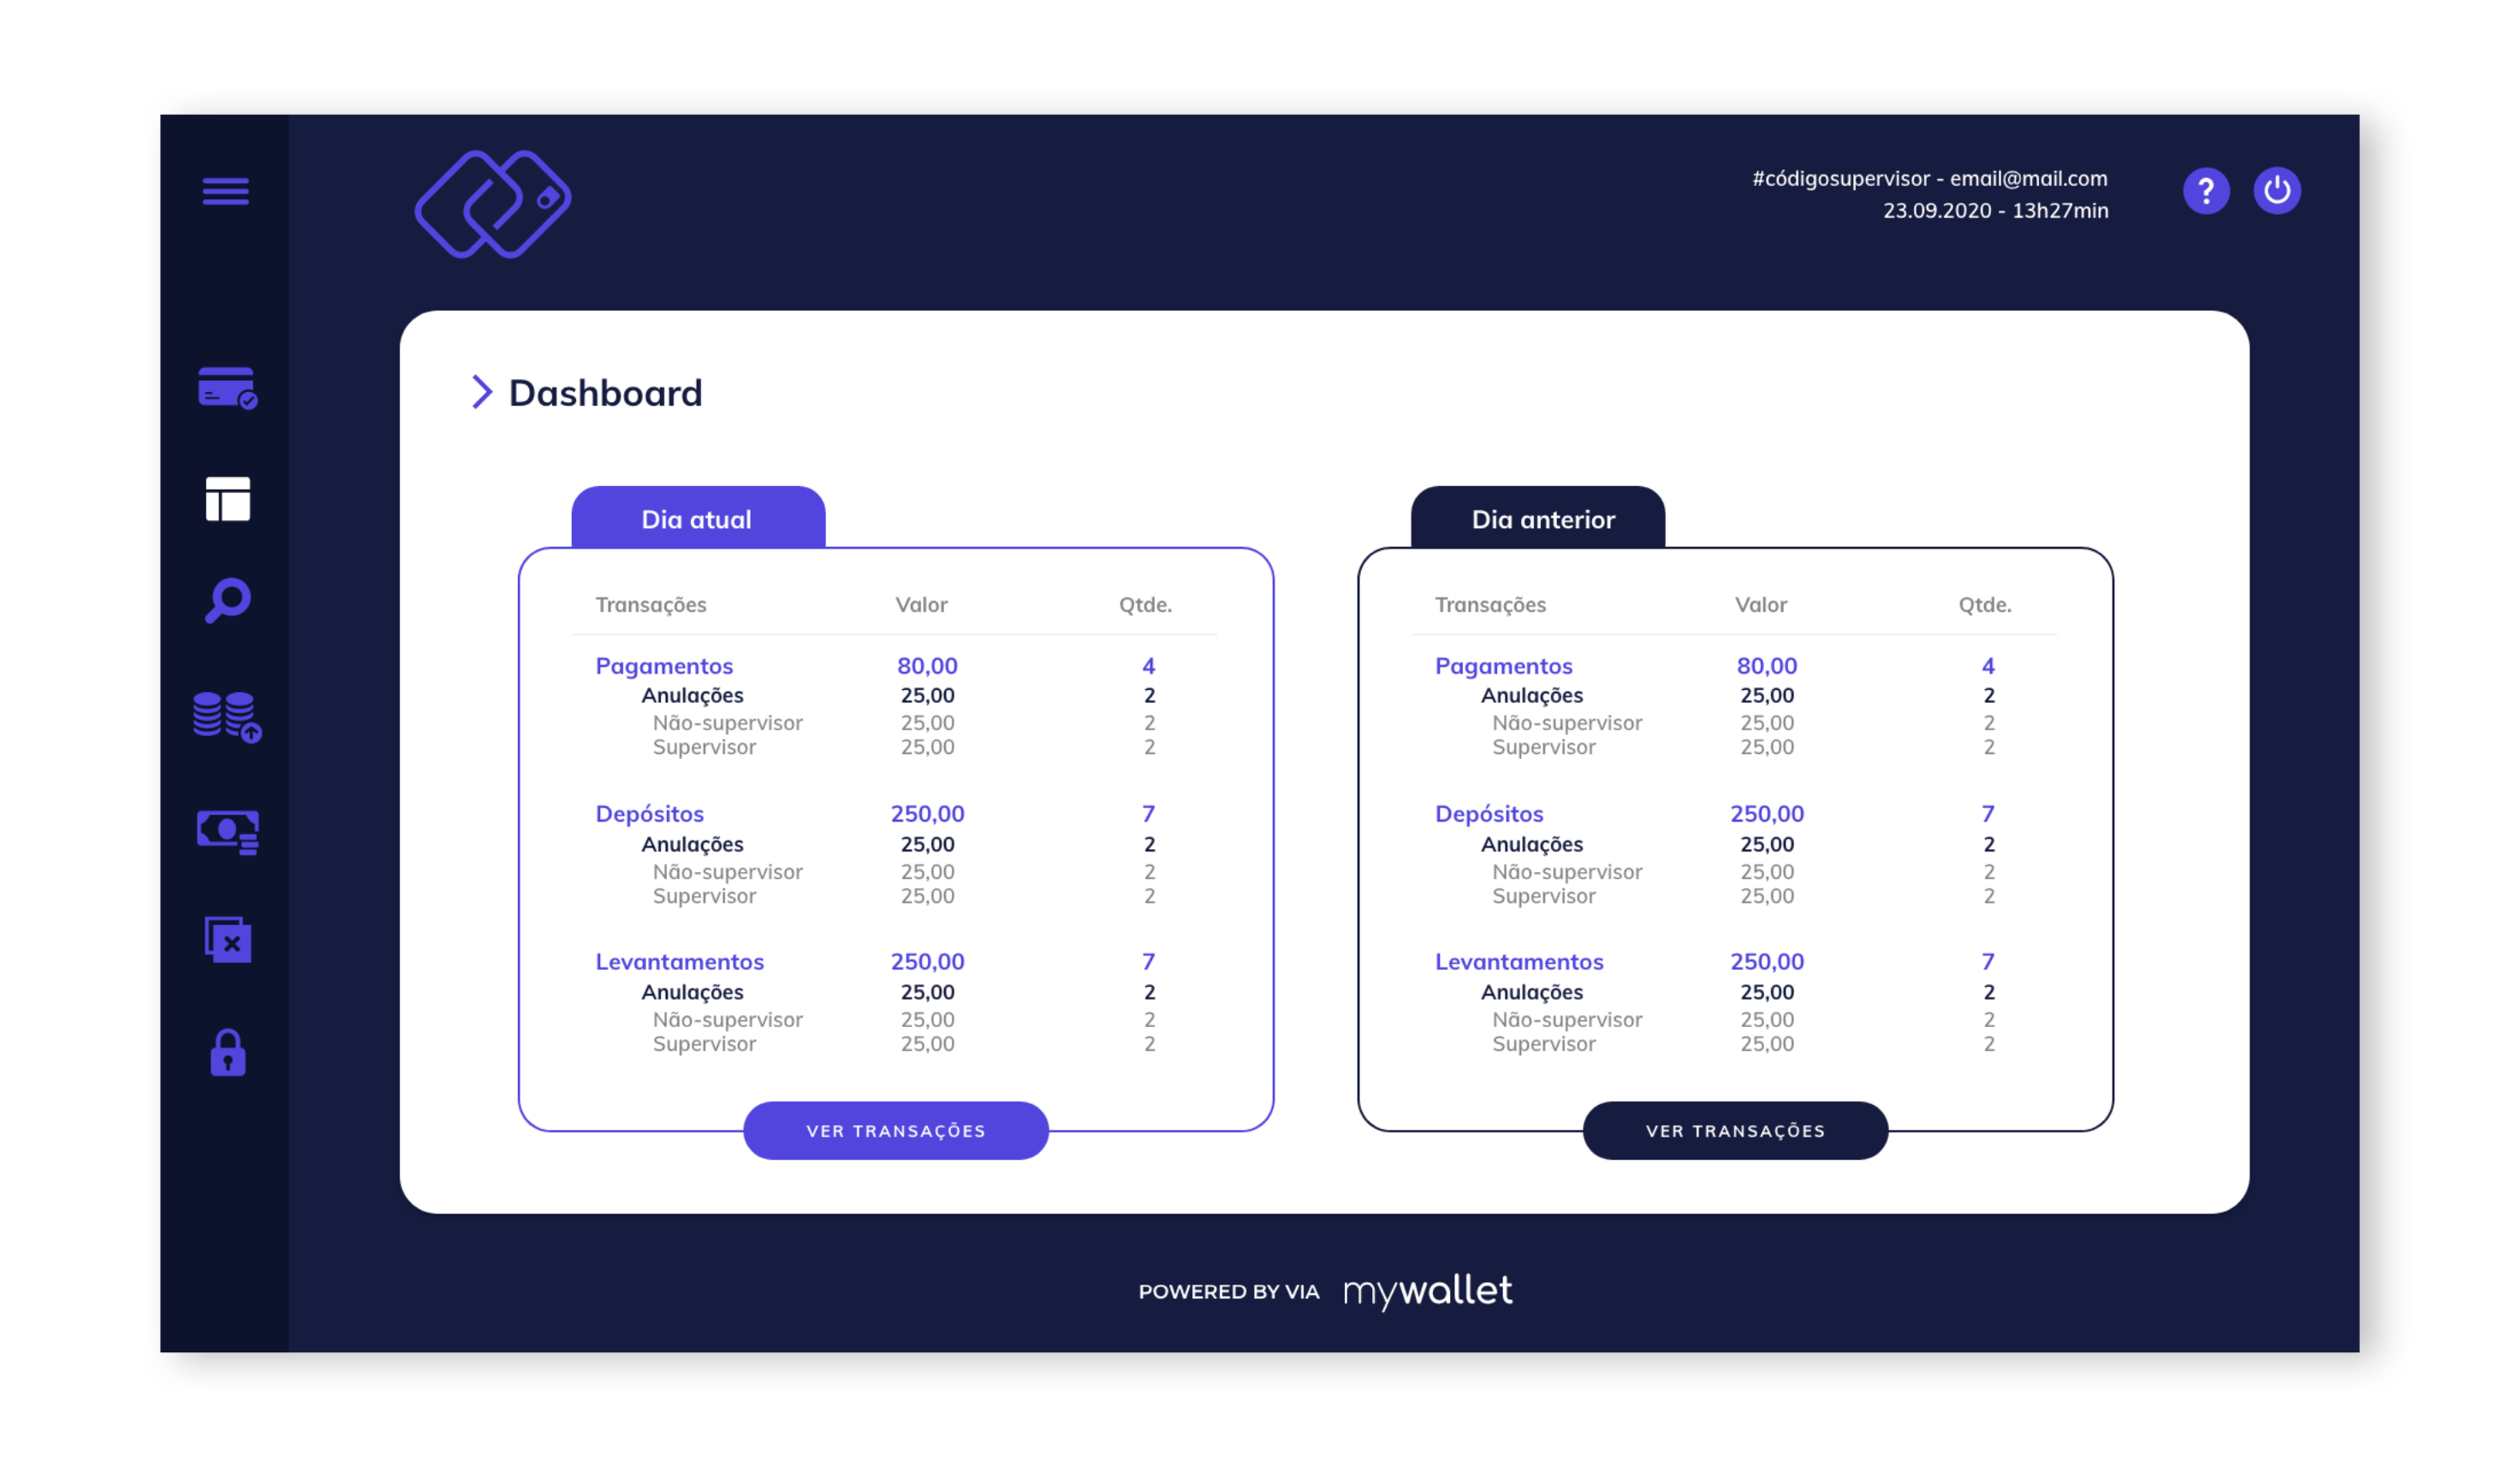 #códigosupervisor - email@mail.com
23.09.2020 - 13h27min
?
Dashboard
Dia atual
Transações Valor Qtde.
Pagamentos 80,00 4
Anulações 25,00 2
Não-supervisor 25,00 2
Supervisor 25,00 2
Depósitos 250,00 7
Anulações 25,00 2
Não-supervisor 25,00 2
Supervisor 25,00 2
Levantamentos 250,00 7
Anulações 25,00 2
Não-supervisor 25,00 2
Supervisor 25,00 2
VER TRANSAÇÕES
Dia anterior
Transações Valor Qtde.
Pagamentos 80,00 4
Anulações 25,00 2
Não-supervisor 25,00 2
Supervisor 25,00 2
Depósitos 250,00 7
Anulações 25,00 2
Não-supervisor 25,00 2
Supervisor 25,00 2
Levantamentos 250,00 7
Anulações 25,00 2
Não-supervisor 25,00 2
Supervisor 25,00 2
VER TRANSAÇÕES
POWERED BY VIA mywallet